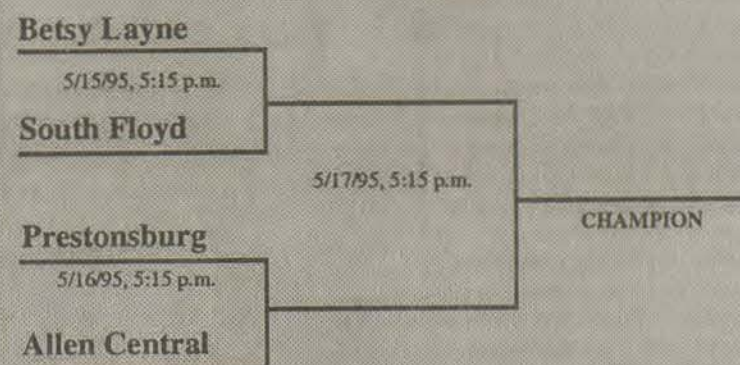 Betsy Layne
5/15/95, 5:15 p.m.
South Floyd
5/17/95, 5:15 p.m.
CHAMPION
Prestonsburg
5/16/95, 5:15 p.m.
Allen Central